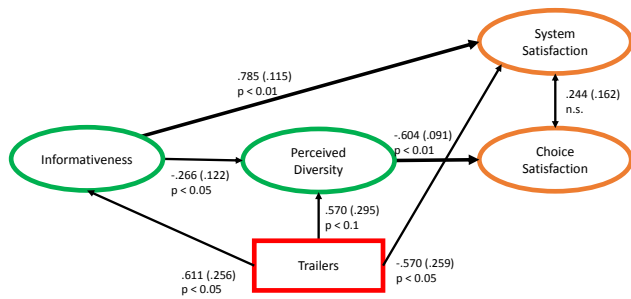 System
Satisfaction
.785 (.115)
p < 0.01
.244 (.162)
n.s.
-.604 (.091)
p < 0.01
Informativeness
Perceived
Diversity
Choice
Satisfaction
-.266 (.122)
p < 0.05
.570 (.295)
p < 0.1
Trailers
-.570 (.259)
p < 0.05
.611 (.256)
p < 0.05